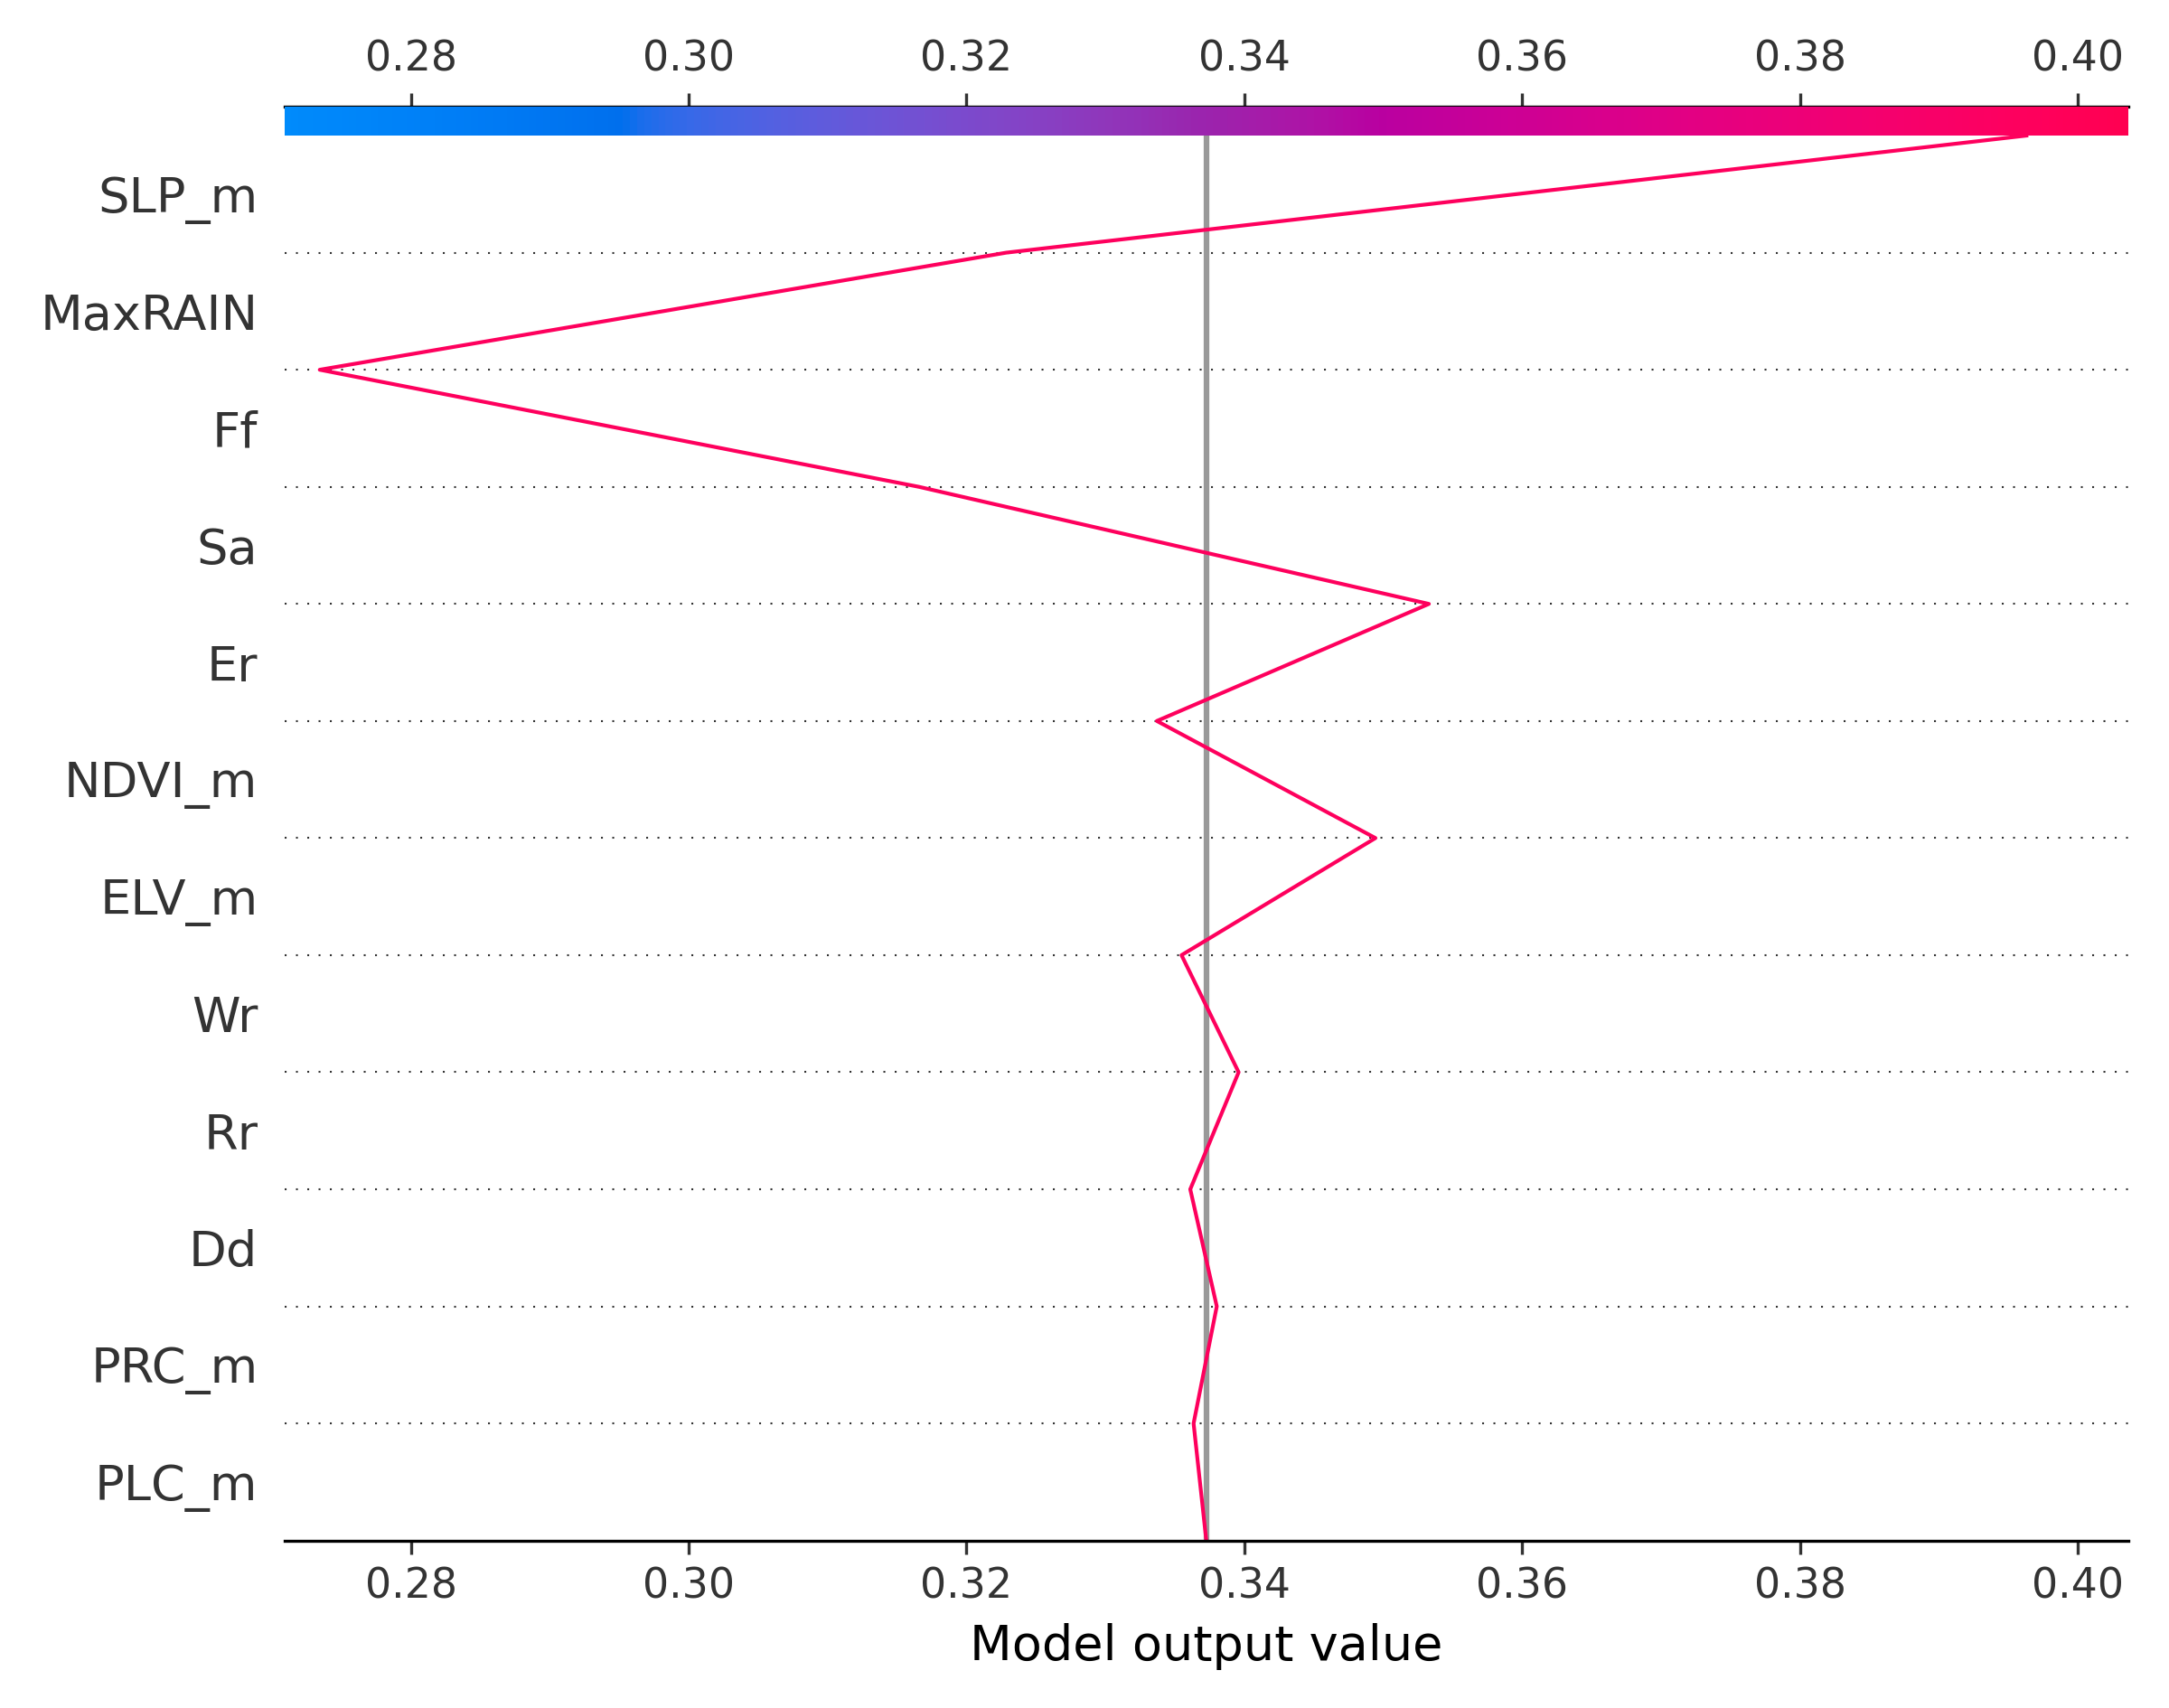 0.28 0.30 0.32 0.34 0.36 0.38 0.40
SLP_m
MaxRAIN
Ff
Sa
Er
NDVI_m
ELV_m
Wr
Rr
Dd
PRC_m
PLC_m
0.28 0.30 0.32 0.34 0.36 0.38 0.40
Model output value